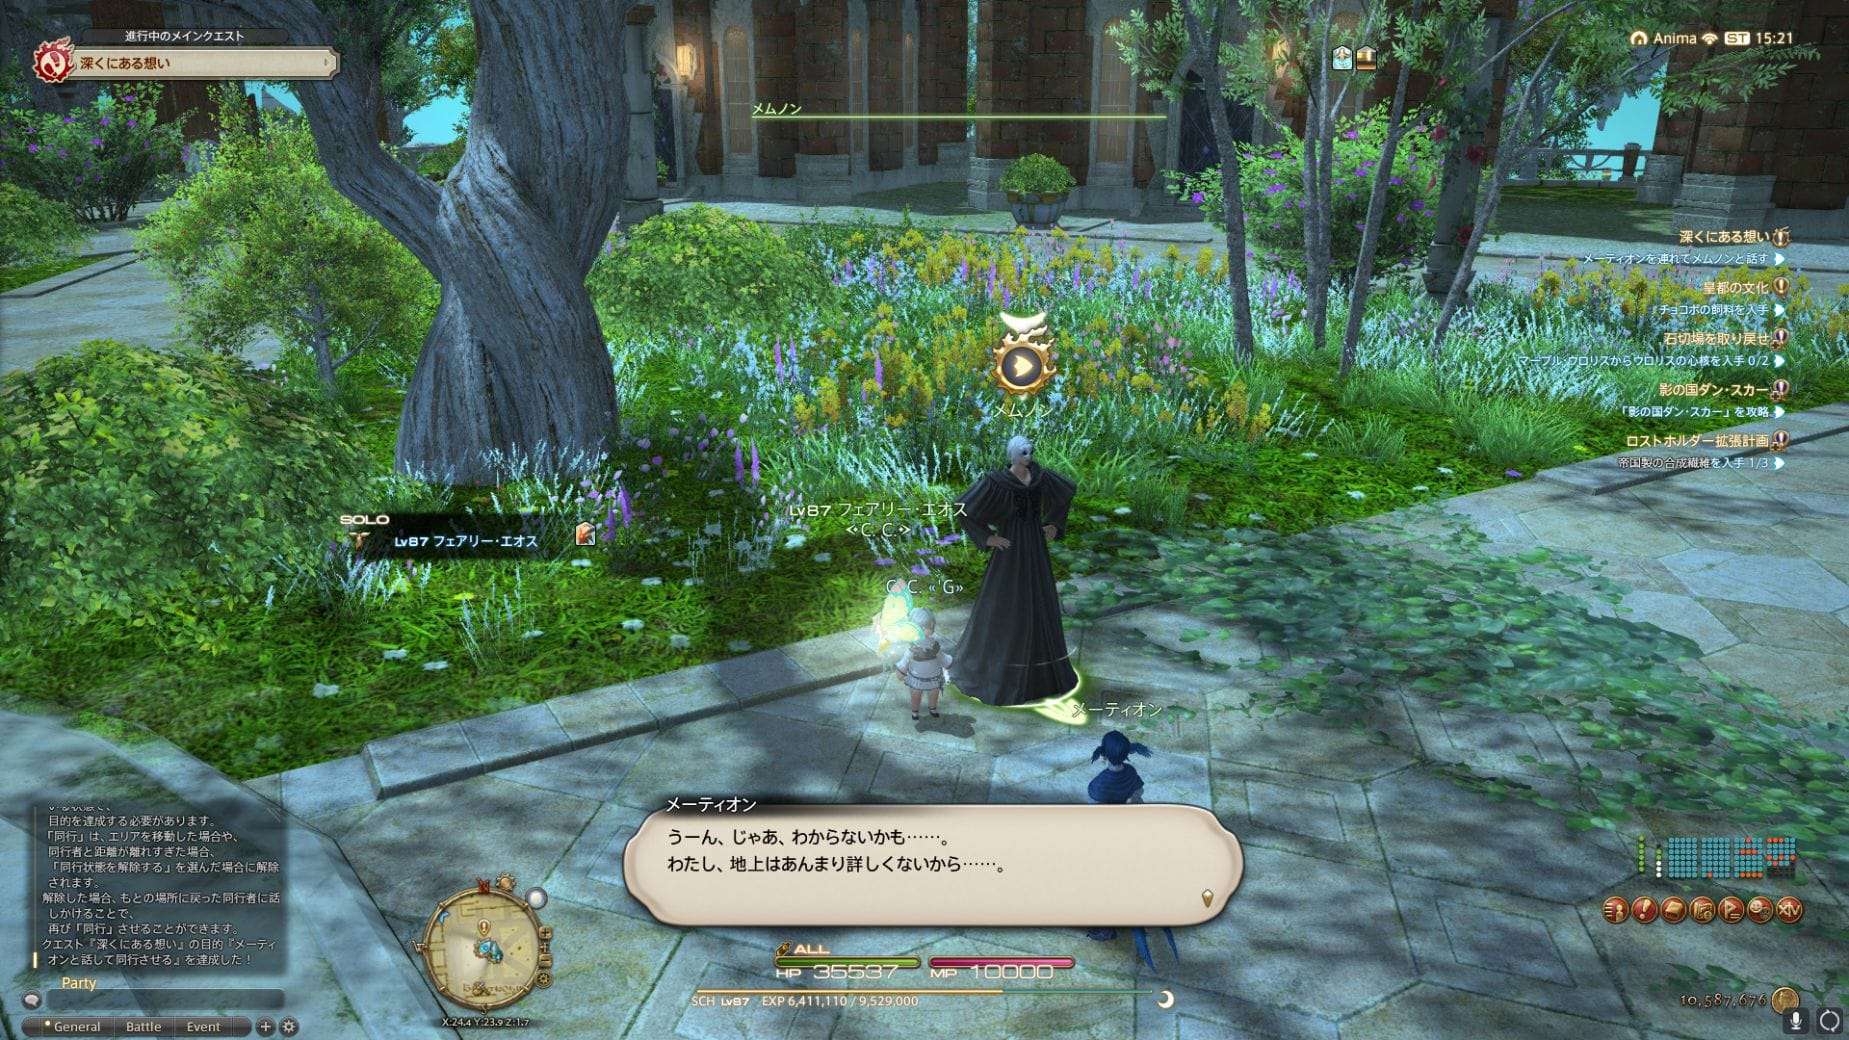 進行中のメインクエスト
深くにある想い
Anima ST 15:21
メムノン
深くにある想い
メーティオンを連れてメムノンと話す
皇都の文化
チョコボの飼料を入手
石切場を取り戻せ
マーブル・ウロリスからウロリスの心核を入手 0/2
影の国ダン・スカー
「影の国ダン・スカー」を攻略
ロストホルダー拡張計画
帝国製の合成繊維を入手 1/3
メムノン
SOLO
Lv87 フェアリー・エオス
Lv87 フェアリー・エオス
«C. C.»
メーティオン
メーティオン
うーん、じゃあ、わからないかも……。
わたし、地上はあんまり詳しくないから……。
目的を達成する必要があります。
「同行」は、エリアを移動した場合や、
同行者と距離が離れすぎた場合、
「同行状態を解除する」を選んだ場合に解除
されます。
解除した場合、もとの場所に戻った同行者に話
しかけることで、
再び「同行」させることができます。
クエスト『深くにある想い』の目的『メーティ
オンと話して同行させる』を達成した！
Party
General Battle Event
X:24.4 Y:23.9 Z:1.7
ALL
HP 35537 MP 10000
SCH Lv87 EXP 6,411,110 / 9,529,000
10,587,676
XIV